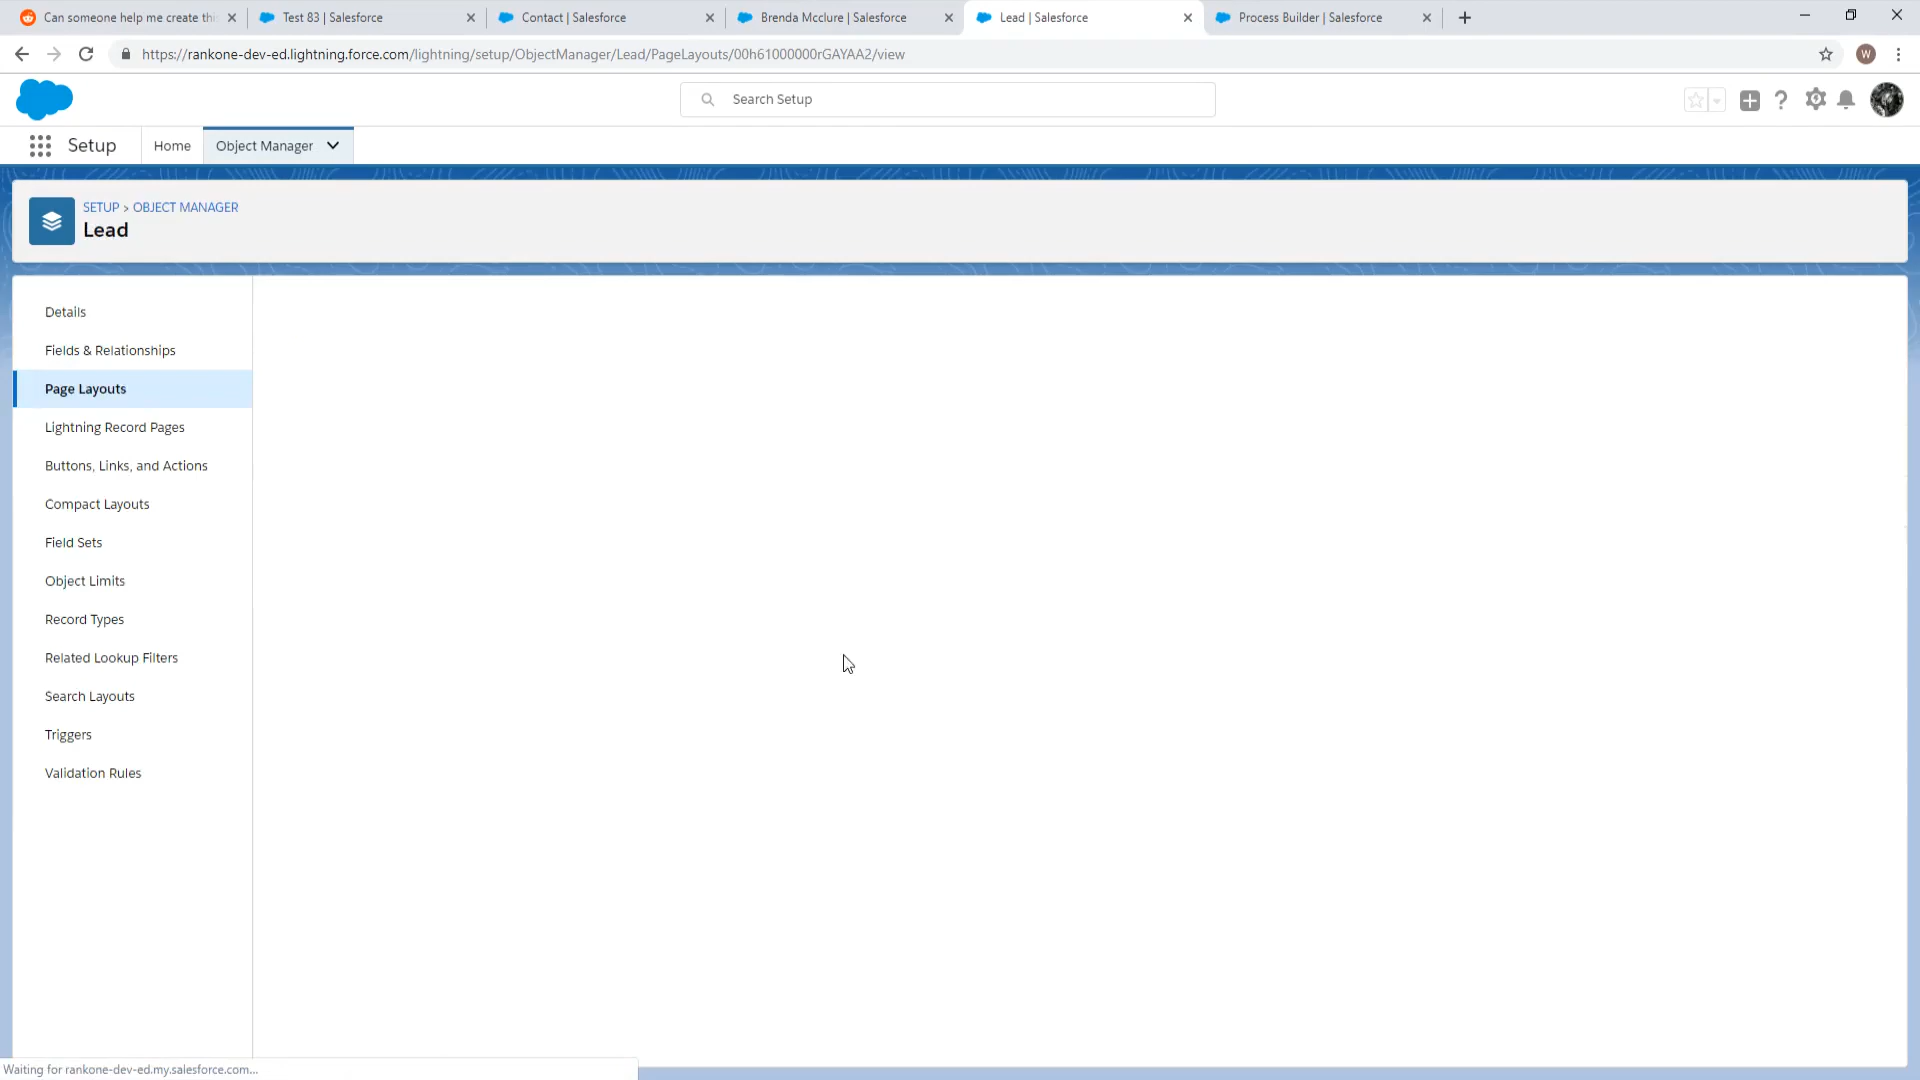 Can someone help me create thi
Test 83 | Salesforce
Contact | Salesforce
Brenda Mcclure | Salesforce
Lead | Salesforce
Process Builder | Salesforce
https://rankone-dev-ed.lightning.force.com/lightning/setup/ObjectManager/Lead/PageLayouts/00h61000000rGAYAA2/view
W
Search Setup
Setup
Home
Object Manager
SETUP > OBJECT MANAGER
Lead
Details
Fields & Relationships
Page Layouts
Lightning Record Pages
Buttons, Links, and Actions
Compact Layouts
Field Sets
Object Limits
Record Types
Related Lookup Filters
Search Layouts
Triggers
Validation Rules
Waiting for rankone-dev-ed.my.salesforce.com...